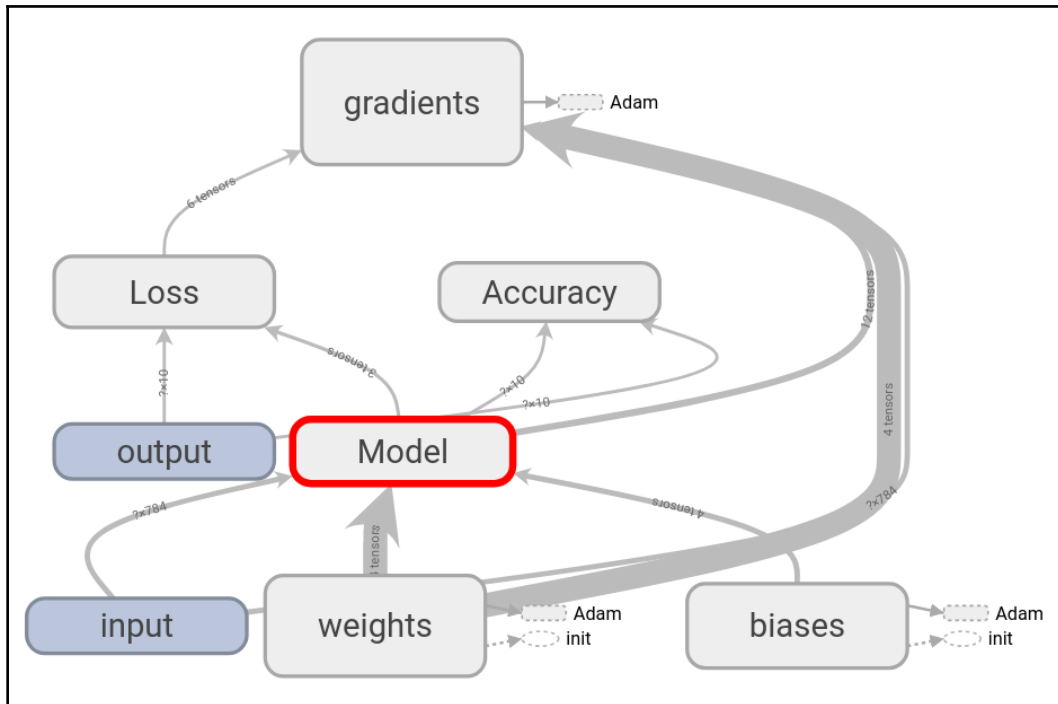 gradients
Adam
6 tensors
Loss
Accuracy
12 tensors
3 tensors
?×10
?×10
?×10
4 tensors
output
Model
?×784
?×784
4 tensors
tensors
input
weights
Adam
init
biases
Adam
init